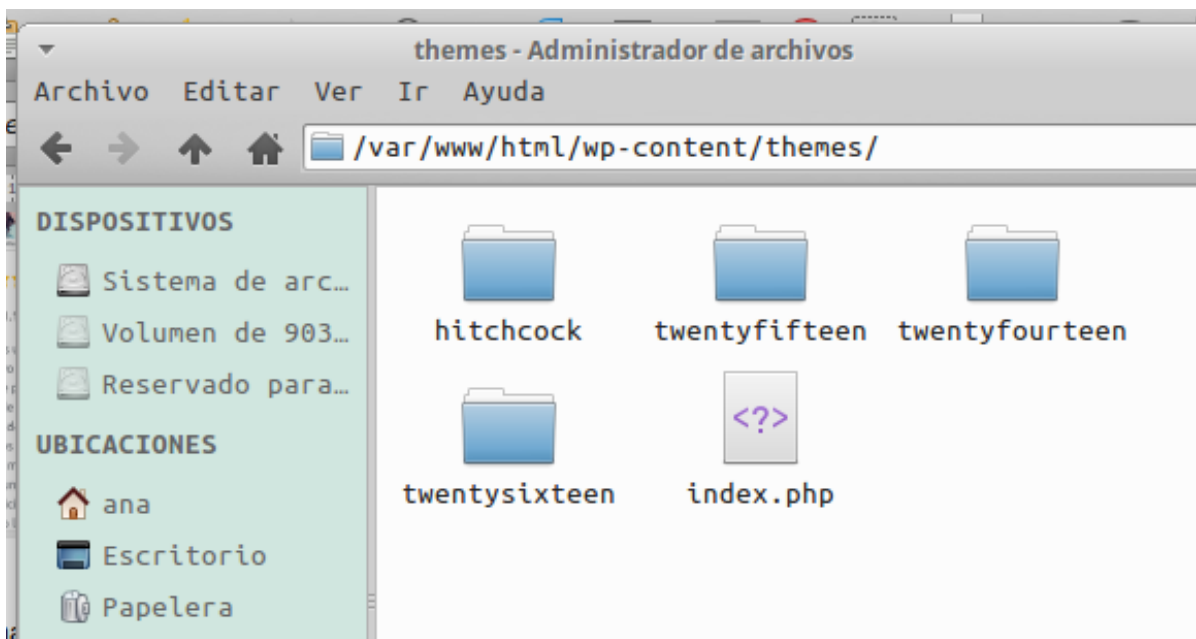 themes - Administrador de archivos
Archivo Editar Ver Ir Ayuda
/var/www/html/wp-content/themes/
DISPOSITIVOS
Sistema de arc…
Volumen de 903…
Reservado para…
UBICACIONES
ana
Escritorio
Papelera
hitchcock twentyfifteen twentyfourteen
<?>
twentysixteen index.php